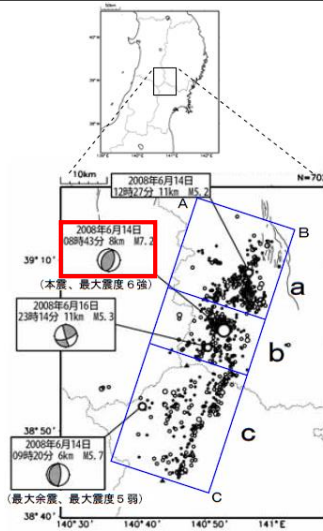 10km
2008年6月14日
12時27分 11km M5.2
A
B
2008年6月14日
08時43分 8km M7.2
(本震、最大震度6強)
39°10'
a
2008年6月16日
23時14分 11km M5.3
b
38°50'
c
2008年6月14日
09時20分 6km M5.7
(最大余震、最大震度5弱)
38°40'
C
140°30'
140°40'
140°50'
141°E